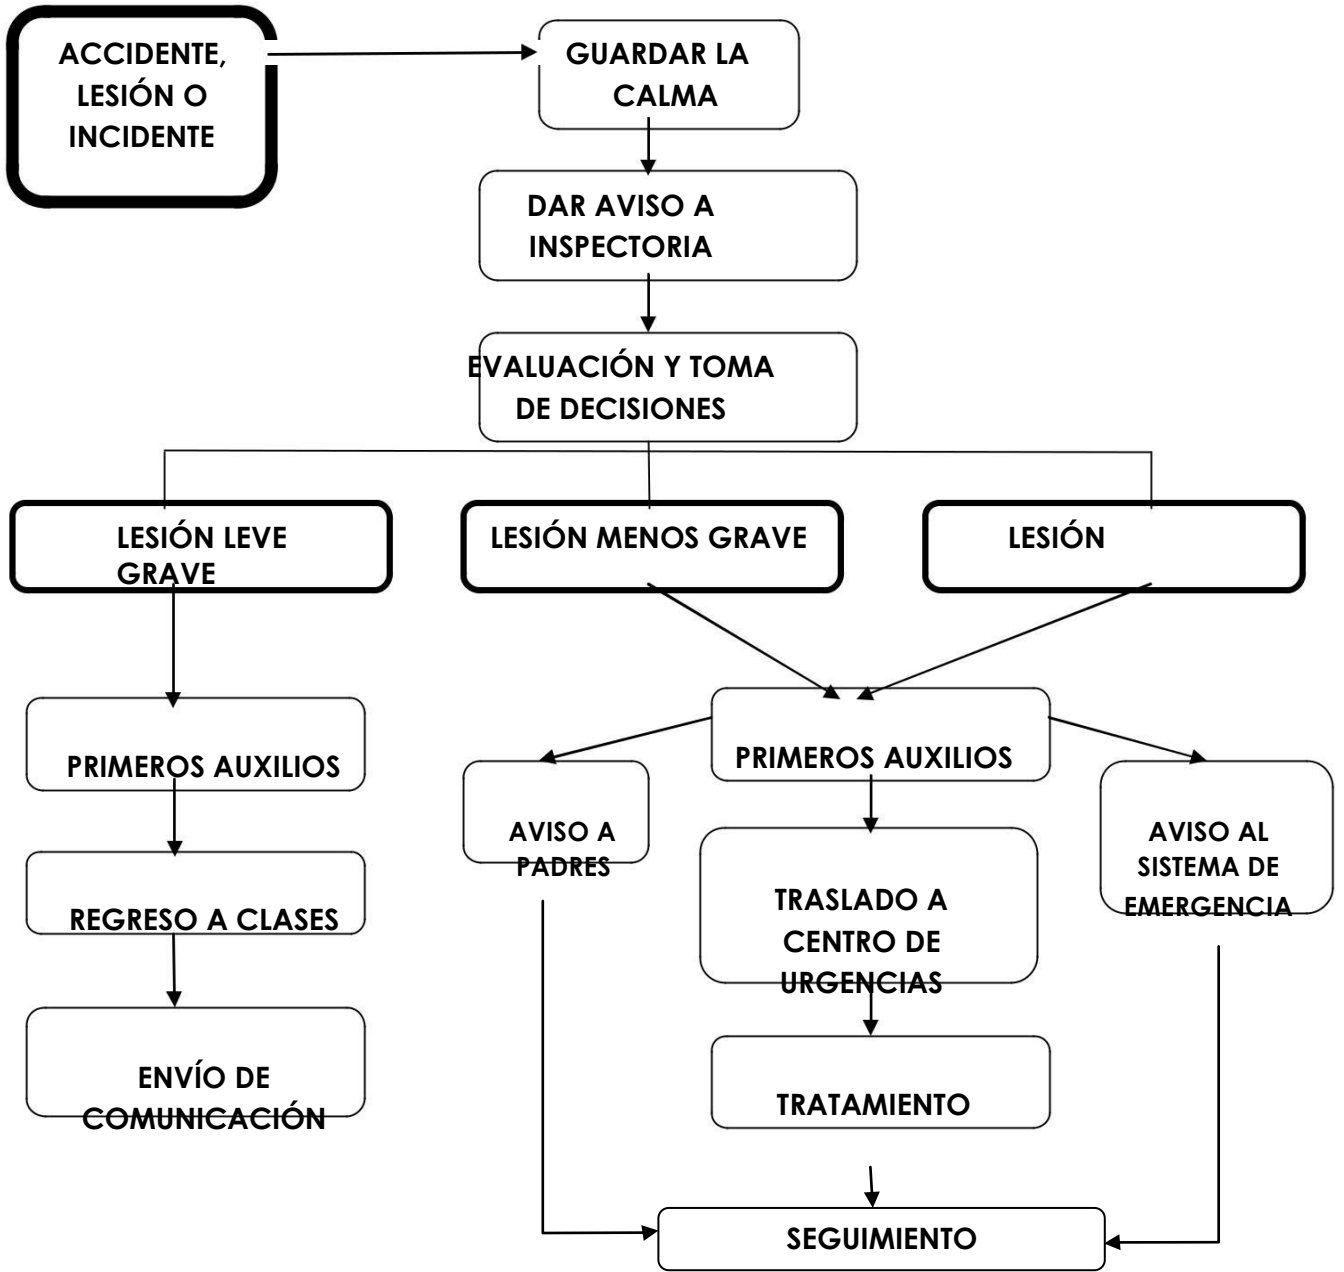 ACCIDENTE,
LESIÓN O
INCIDENTE
GUARDAR LA
CALMA
DAR AVISO A
INSPECTORIA
EVALUACIÓN Y TOMA
DE DECISIONES
LESIÓN LEVE
GRAVE
LESIÓN MENOS GRAVE
LESIÓN
PRIMEROS AUXILIOS
REGRESO A CLASES
ENVÍO DE
COMUNICACIÓN
PRIMEROS AUXILIOS
AVISO A
PADRES
TRASLADO A
CENTRO DE
URGENCIAS
AVISO AL
SISTEMA DE
EMERGENCIA
TRATAMIENTO
SEGUIMIENTO